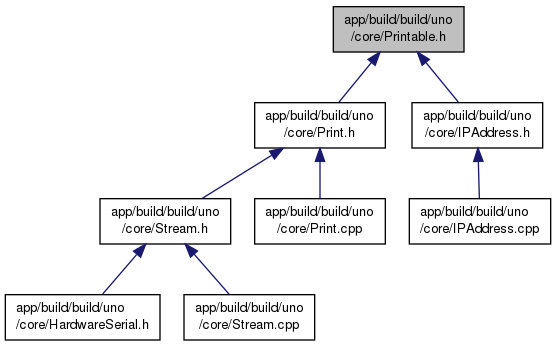 app/build/build/uno
/core/Printable.h
app/build/build/uno
/core/Print.h
app/build/build/uno
/core/IPAddress.h
app/build/build/uno
/core/Stream.h
app/build/build/uno
/core/Print.cpp
app/build/build/uno
/core/IPAddress.cpp
app/build/build/uno
/core/HardwareSerial.h
app/build/build/uno
/core/Stream.cpp